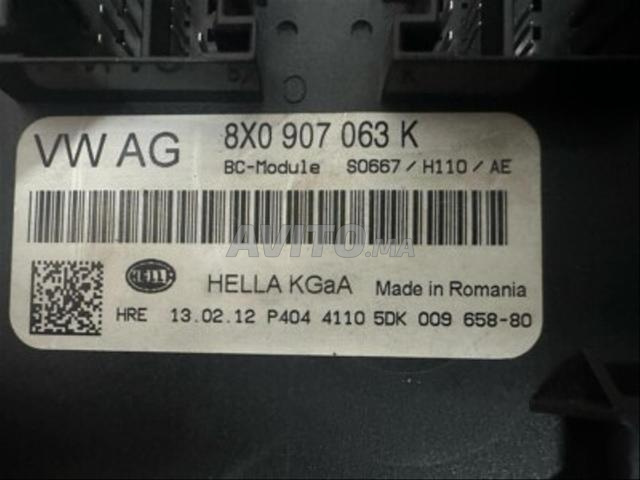 VW AG
8X0 907 063 K
BC-Module S0667/H110/AE
AVITO.ma
HELLA
HELLA KGaA Made in Romania
HRE 13.02.12 P404 4110 5DK 009 658-80